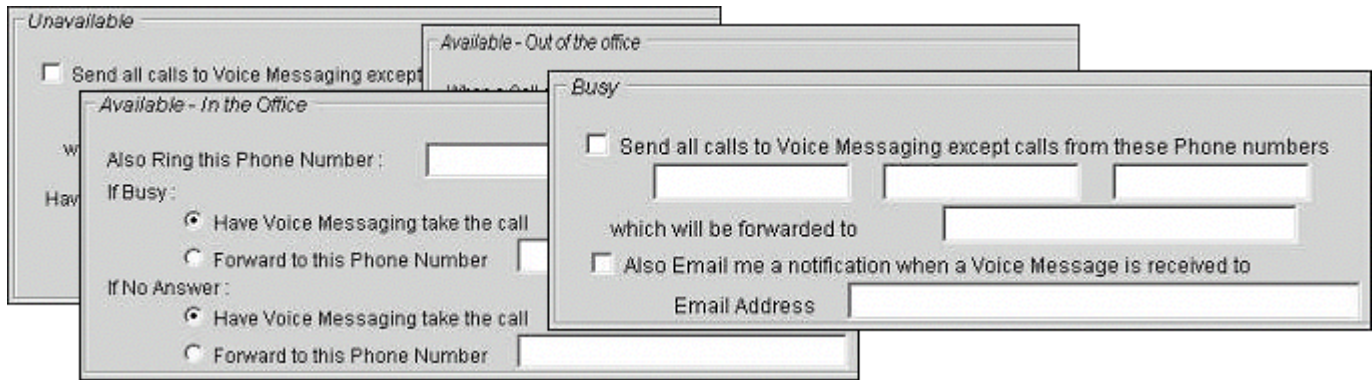 Unavailable
Send all calls to Voice Messaging except
Hav
Available - Out of the office
Available - In the Office
Also Ring this Phone Number :
If Busy :
Have Voice Messaging take the call
Forward to this Phone Number
If No Answer :
Have Voice Messaging take the call
Forward to this Phone Number
Busy
Send all calls to Voice Messaging except calls from these Phone numbers
which will be forwarded to
Also Email me a notification when a Voice Message is received to
Email Address